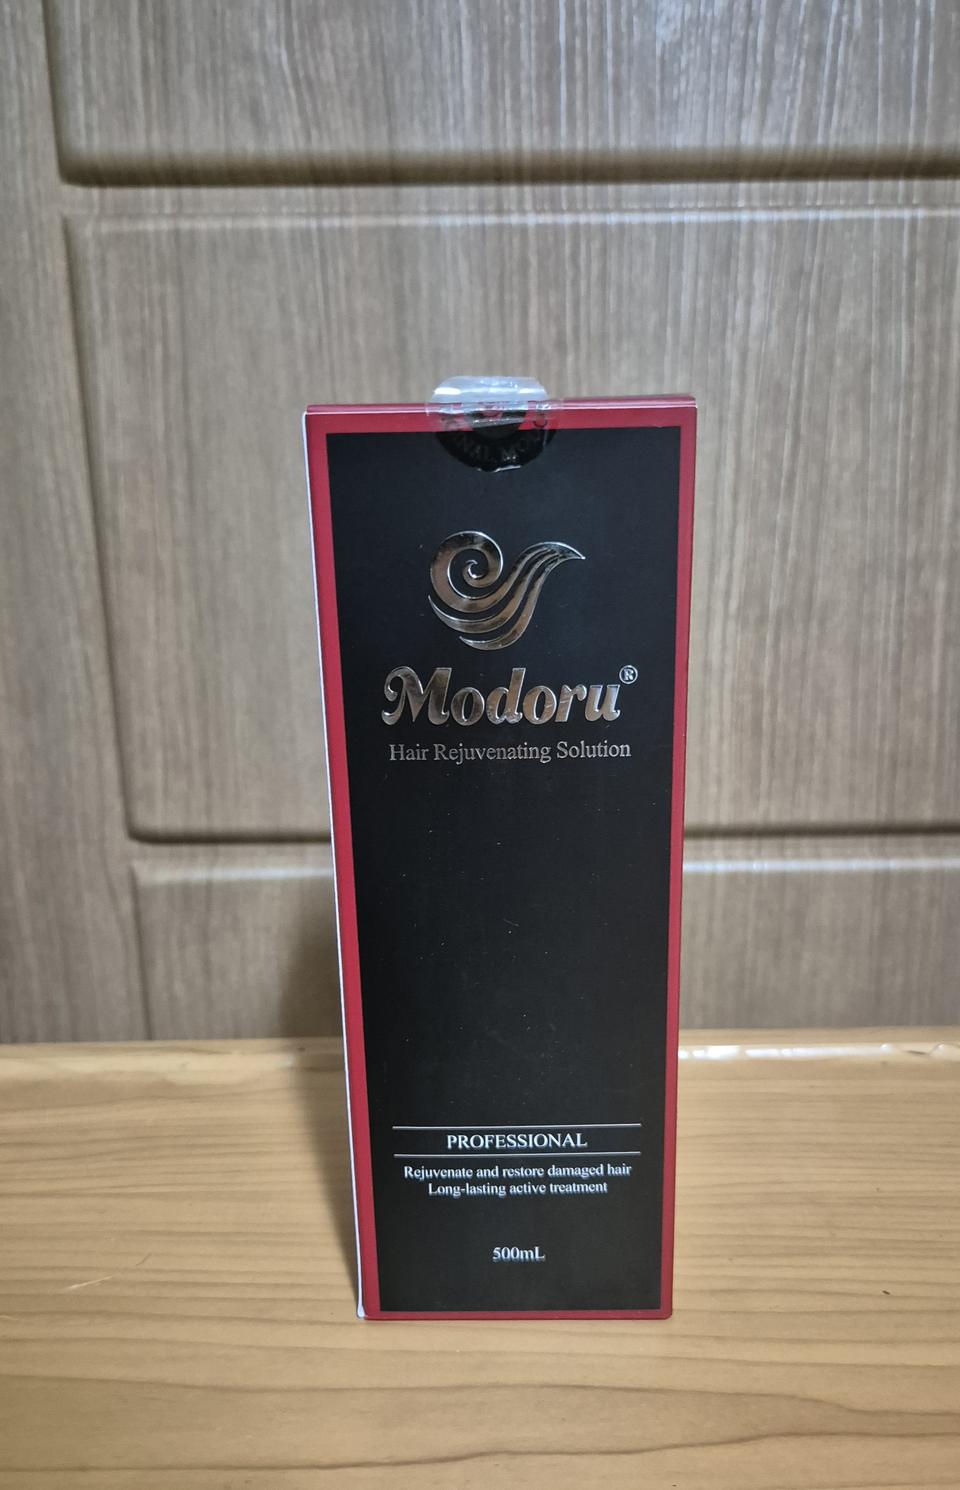 Modoru®
Hair Rejuvenating Solution
PROFESSIONAL
Rejuvenate and restore damaged hair
Long-lasting active treatment
500mL